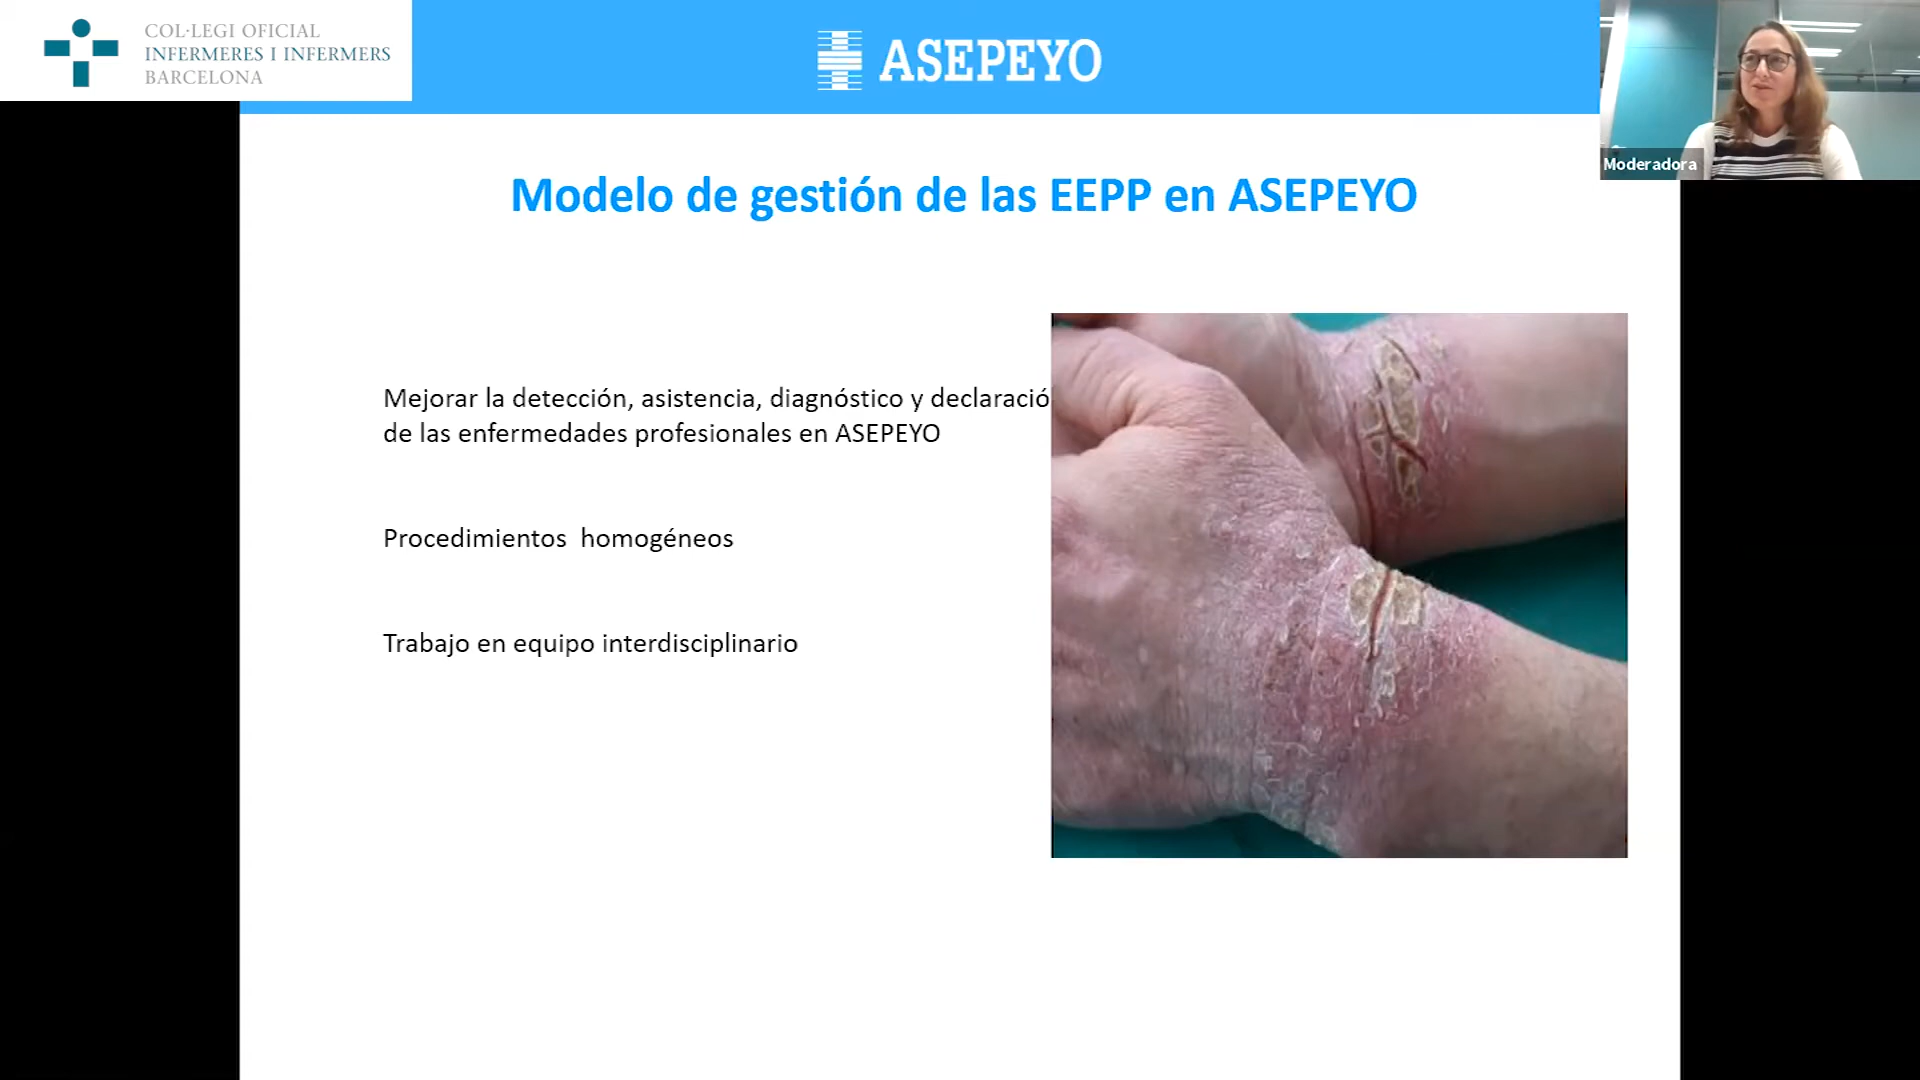 COL·LEGI OFICIAL
INFERMERES I INFERMERS
BARCELONA
ASEPEYO
Moderadora
Modelo de gestión de las EEPP en ASEPEYO
Mejorar la detección, asistencia, diagnóstico y declaració
de las enfermedades profesionales en ASEPEYO
Procedimientos homogéneos
Trabajo en equipo interdisciplinario